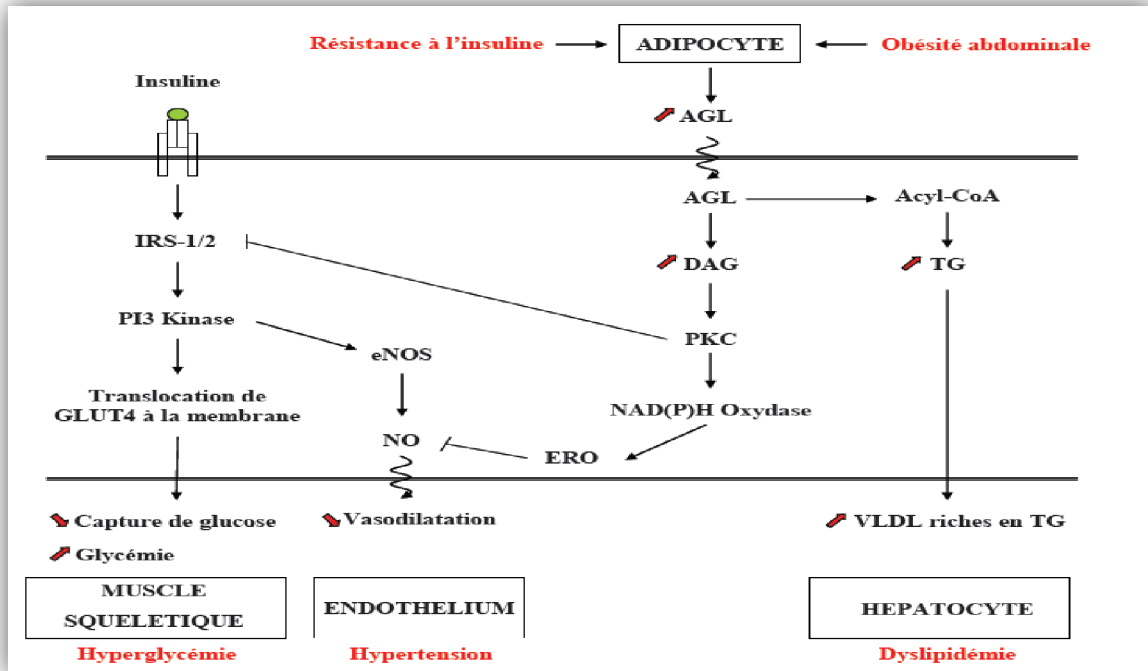 Résistance à l'insuline
ADIPOCYTE
Obésité abdominale
Insuline
AGL
AGL
Acyl-CoA
IRS-1/2
DAG
TG
PI3 Kinase
PKC
eNOS
Translocation de
GLUT4 à la membrane
NAD(P)H Oxydase
NO
ERO
Capture de glucose
Vasodilatation
VLDL riches en TG
Glycémie
MUSCLE
SQUELETIQUE
ENDOTHELIUM
HEPATOCYTE
Hyperglycémie
Hypertension
Dyslipidémie